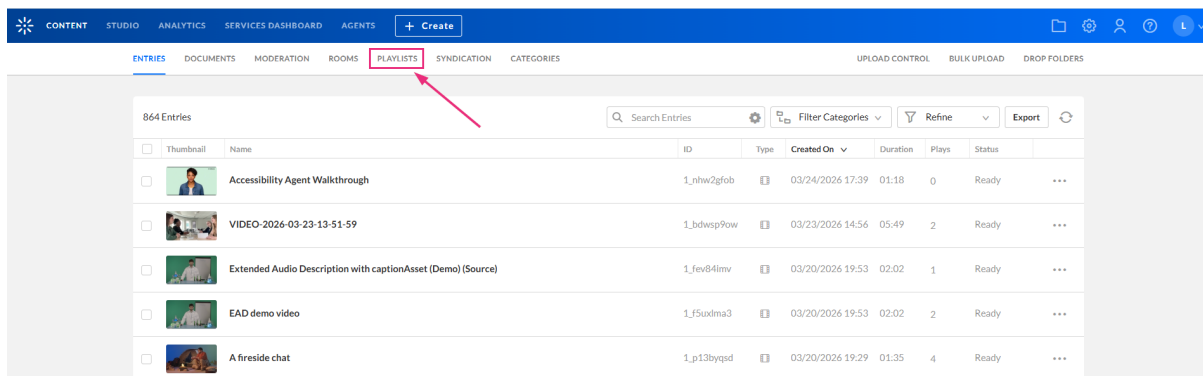 CONTENT STUDIO ANALYTICS SERVICES DASHBOARD AGENTS + Create L
ENTRIES DOCUMENTS MODERATION ROOMS PLAYLISTS SYNDICATION CATEGORIES UPLOAD CONTROL BULK UPLOAD DROP FOLDERS
864 Entries Search Entries Filter Categories Refine Export
Thumbnail Name ID Type Created On Duration Plays Status
Accessibility Agent Walkthrough 1_nhw2gfob 03/24/2026 17:39 01:18 0 Ready
VIDEO-2026-03-23-13-51-59 1_bdwsp9ow 03/23/2026 14:56 05:49 2 Ready
Extended Audio Description with captionAsset (Demo) (Source) 1_fev84lmv 03/20/2026 19:53 02:02 1 Ready
EAD demo video 1_f5uxlma3 03/20/2026 19:53 02:02 2 Ready
A fireside chat 1_p13byqsd 03/20/2026 19:29 01:35 4 Ready